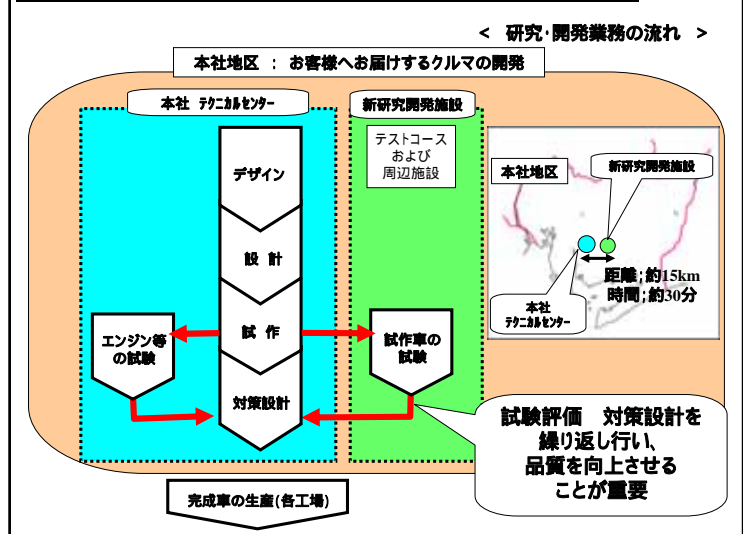 < 研究･開発業務の流れ >
本社地区 : お客様へお届けするクルマの開発
本社 ﾃｸﾆｶﾙｾﾝﾀｰ
新研究開発施設
テストコース
および
周辺施設
デザイン
設 計
試 作
対策設計
エンジン等
の試験
試作車の
試験
本社地区
新研究開発施設
距離;約15km
時間;約30分
本社
ﾃｸﾆｶﾙｾﾝﾀｰ
試験評価 対策設計を
繰り返し行い、
品質を向上させる
ことが重要
完成車の生産(各工場)